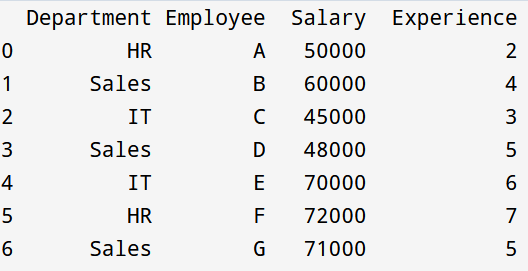 Department Employee Salary Experience
0 HR A 50000 2
1 Sales B 60000 4
2 IT C 45000 3
3 Sales D 48000 5
4 IT E 70000 6
5 HR F 72000 7
6 Sales G 71000 5